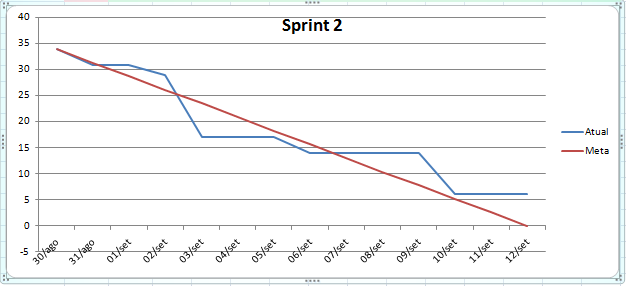 Sprint 2
40
35
30
25
20
15
10
5
0
-5
30/ago 31/ago 01/set 02/set 03/set 04/set 05/set 06/set 07/set 08/set 09/set 10/set 11/set 12/set
Atual
Meta